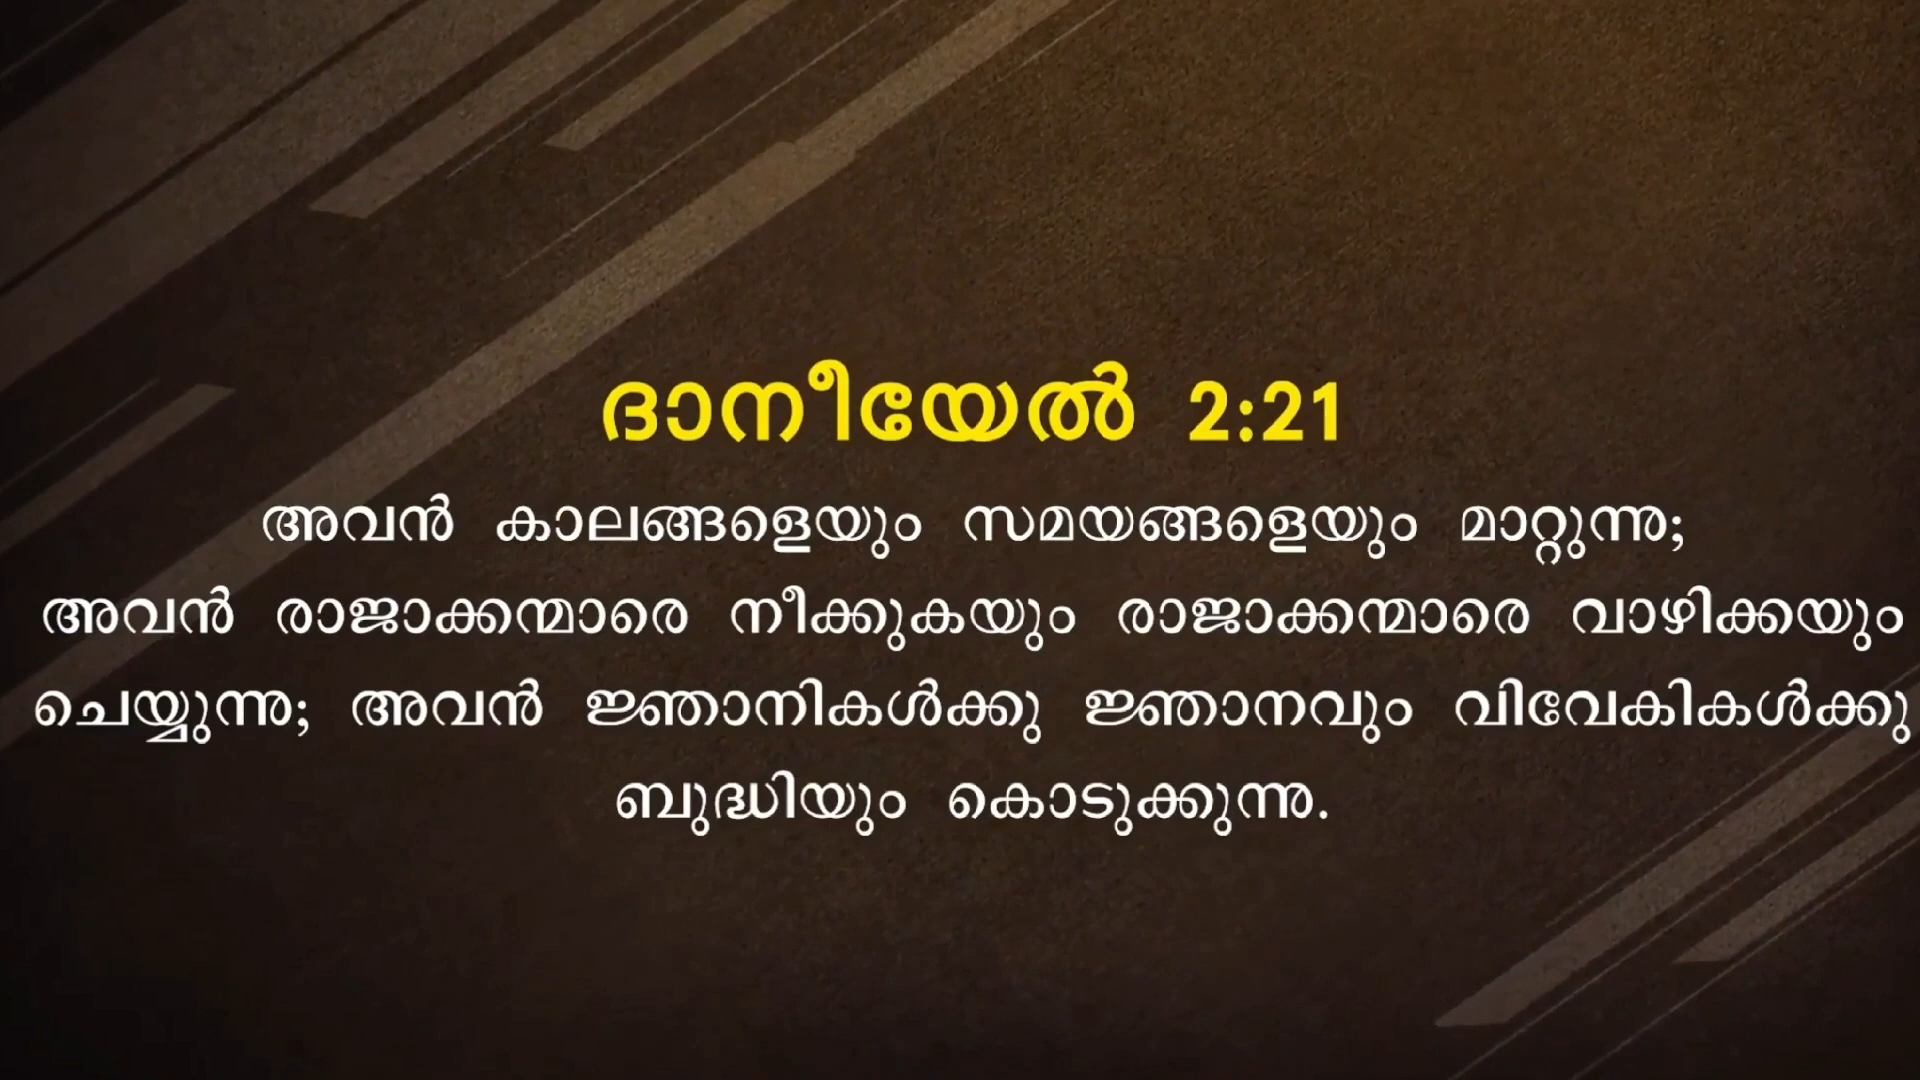 ദാനീയേൽ 2:21
അവൻ കാലങ്ങളെയും സമയങ്ങളെയും മാറ്റുന്നു;
അവൻ രാജാക്കന്മാരെ നീക്കുകയും രാജാക്കന്മാരെ വാഴിക്കയും
ചെയ്യുന്നു; അവൻ ജ്ഞാനികൾക്കു ജ്ഞാനവും വിവേകികൾക്കു
ബുദ്ധിയും കൊടുക്കുന്നു.